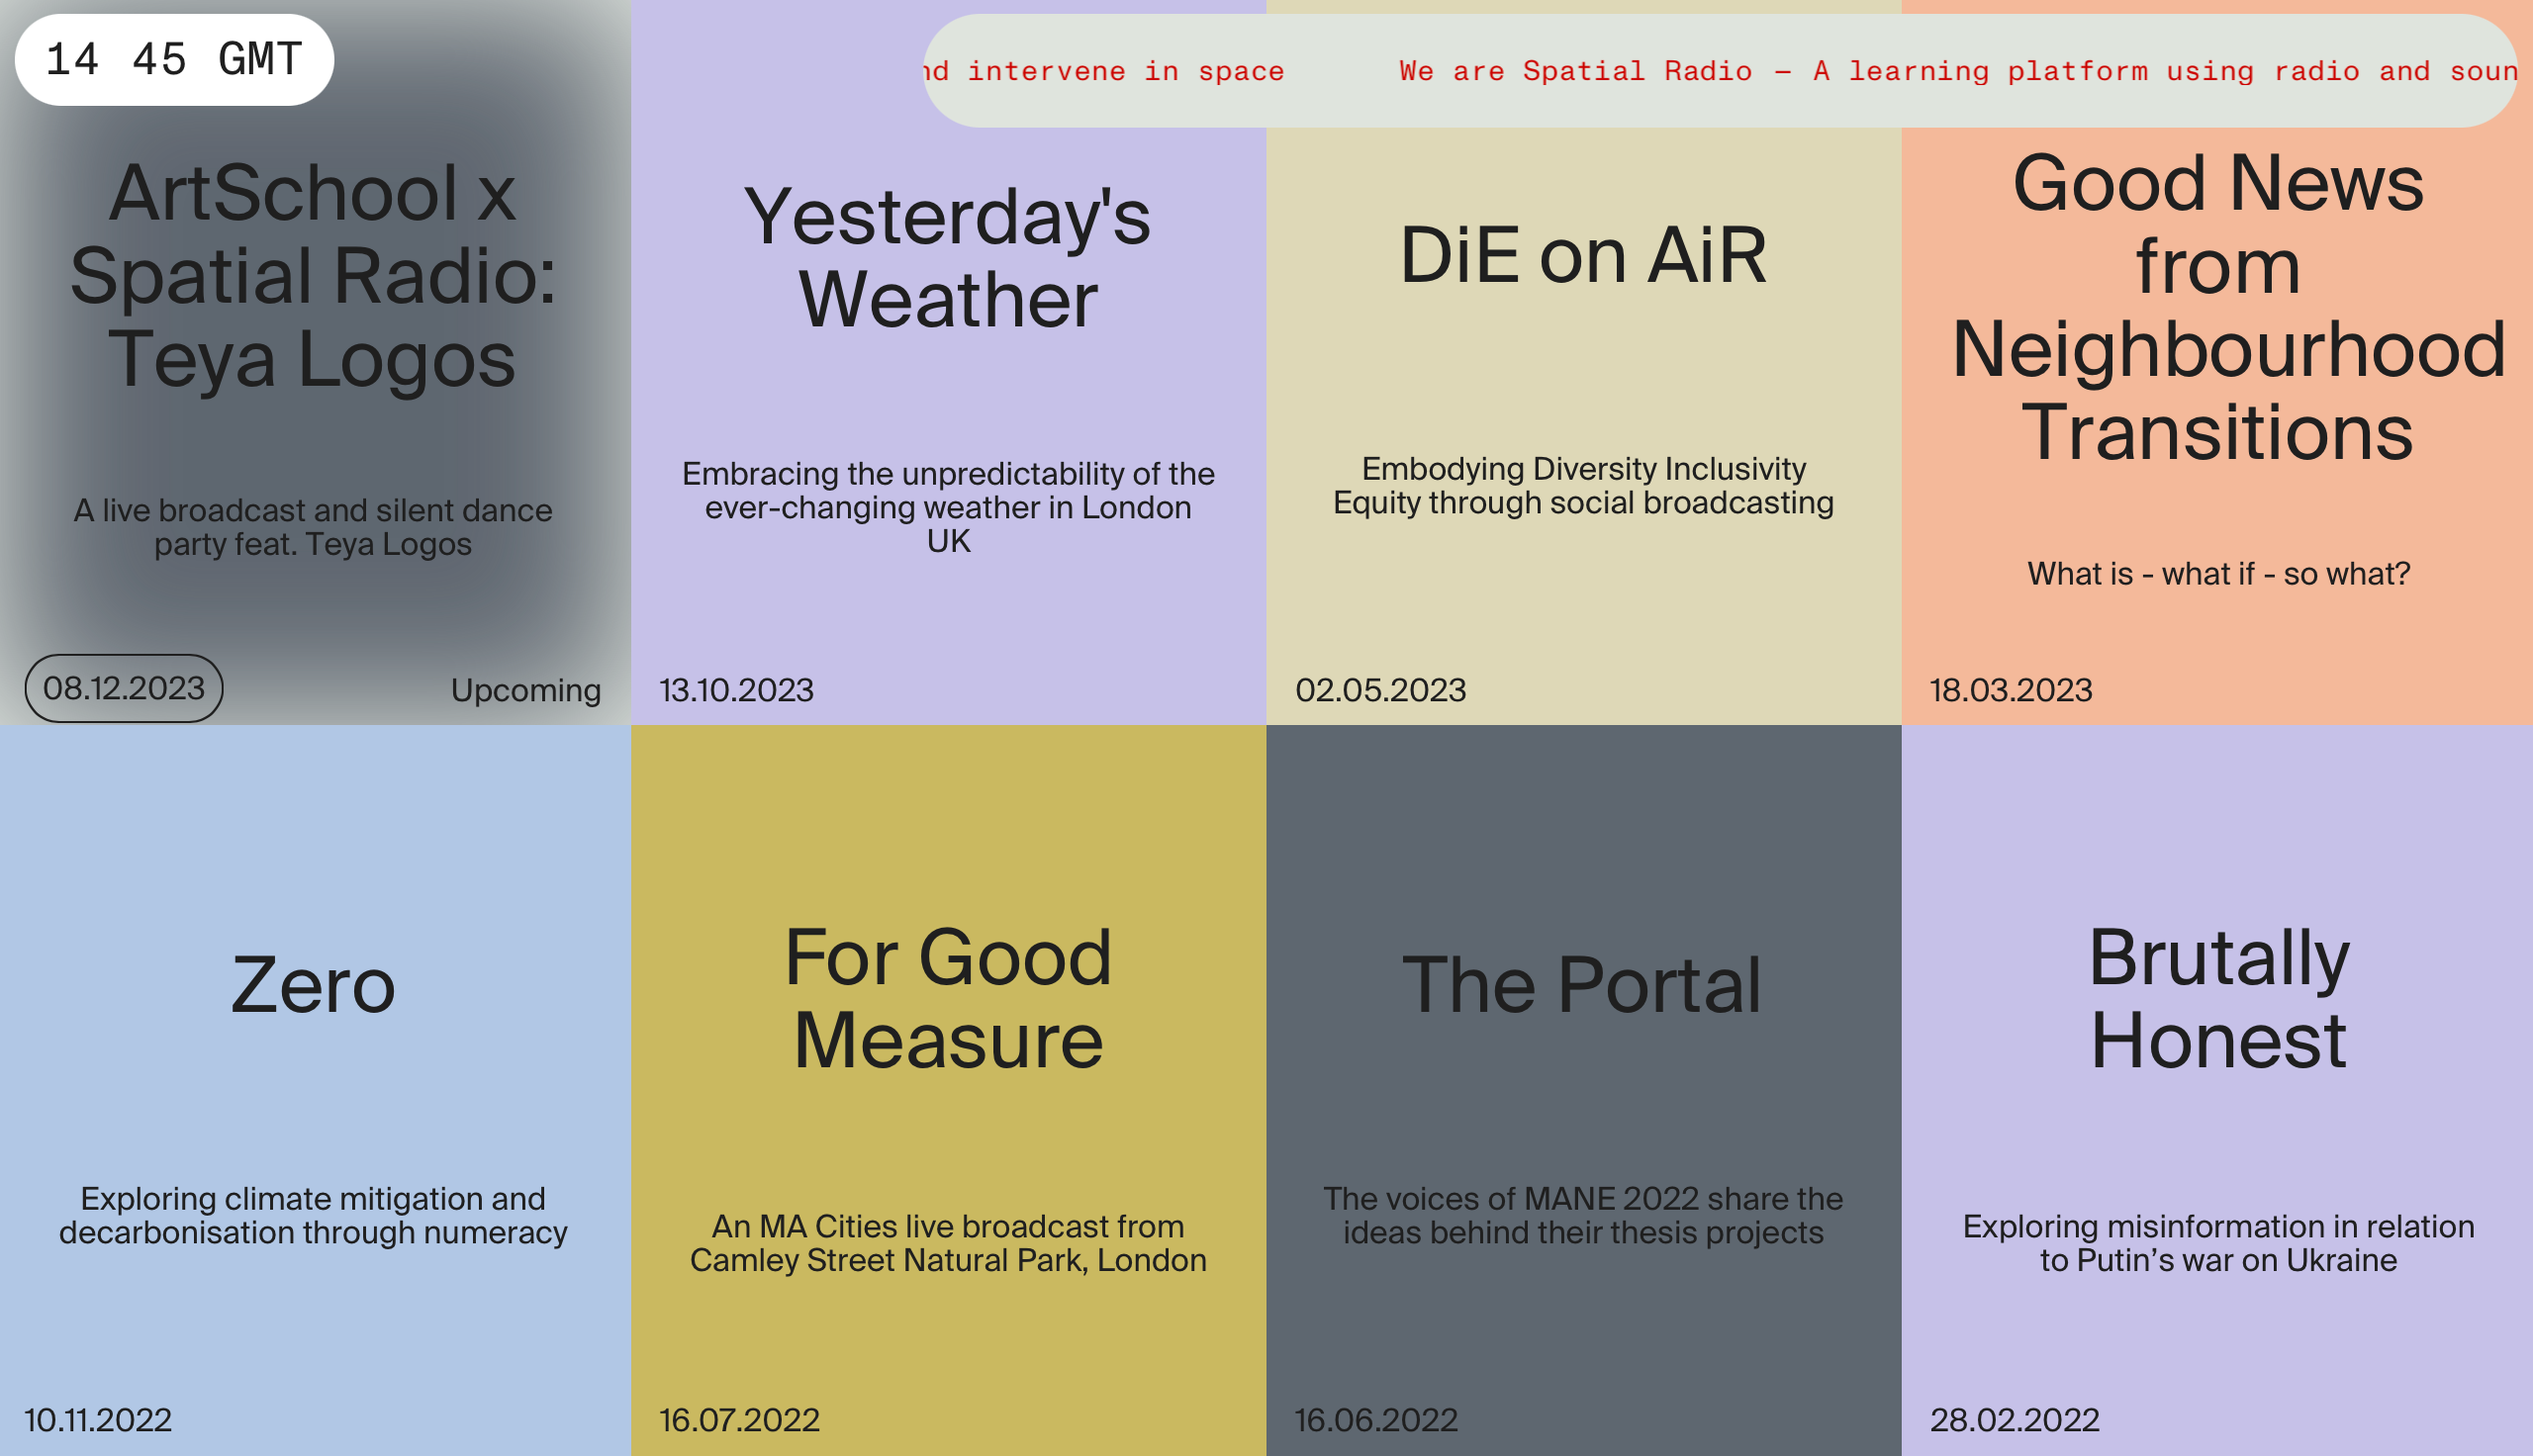 14 45 GMT
intervene in space
We are Spatial Radio — A learning platform using radio and
ArtSchool x
Spatial Radio:
Teya Logos
A live broadcast and silent dance
party feat. Teya Logos
08.12.2023
Upcoming
Yesterday's
Weather
Embracing the unpredictability of the
ever-changing weather in London
UK
13.10.2023
DiE on AiR
Embodying Diversity Inclusivity
Equity through social broadcasting
02.05.2023
Good News
from
Neighbourhood
Transitions
What is - what if - so what?
18.03.2023
Zero
Exploring climate mitigation and
decarbonisation through numeracy
10.11.2022
For Good
Measure
An MA Cities live broadcast from
Camley Street Natural Park, London
16.07.2022
The Portal
The voices of MANE 2022 share the
ideas behind their thesis projects
16.06.2022
Brutally
Honest
Exploring misinformation in relation
to Putin’s war on Ukraine
28.02.2022